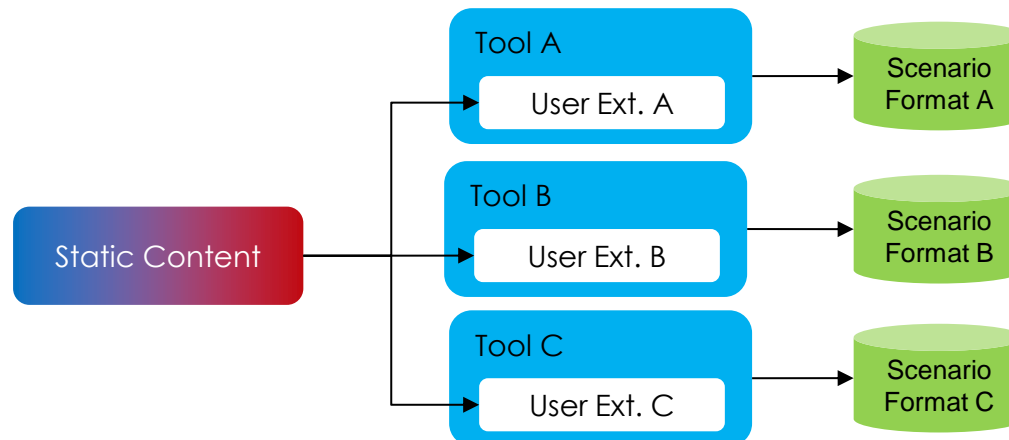 Tool A
User Ext. A
Scenario
Format A
Static Content
Tool B
User Ext. B
Scenario
Format B
Tool C
User Ext. C
Scenario
Format C